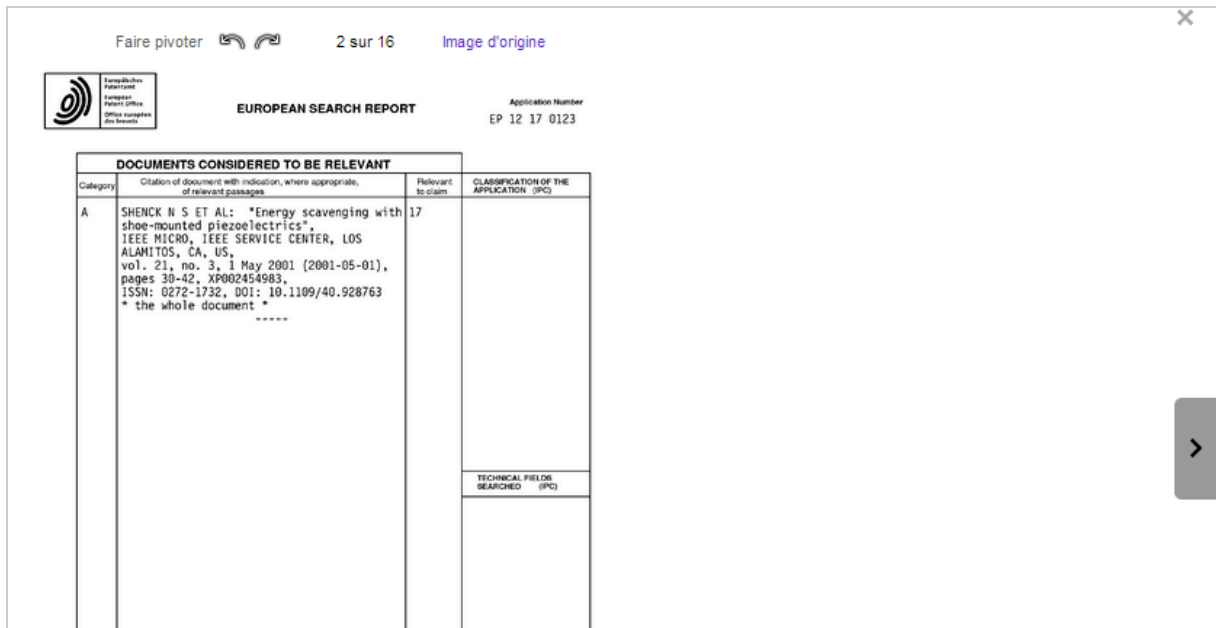 Faire pivoter 2 sur 16 Image d'origine
Europäisches
Patentamt
European
Patent Office
Office européen
des brevets
EUROPEAN SEARCH REPORT
Application Number
EP 12 17 0123
DOCUMENTS CONSIDERED TO BE RELEVANT
Category
Citation of document with indication, where appropriate,
of relevant passages
Relevant
to claim
CLASSIFICATION OF THE
APPLICATION (IPC)
A
SHENCK N S ET AL: "Energy scavenging with
shoe-mounted piezoelectrics",
IEEE MICRO, IEEE SERVICE CENTER, LOS
ALAMITOS, CA, US,
vol. 21, no. 3, 1 May 2001 (2001-05-01),
pages 30-42, XP002454983,
ISSN: 0272-1732, DOI: 10.1109/40.928763
* the whole document *
-----
17
TECHNICAL FIELDS
SEARCHED (IPC)